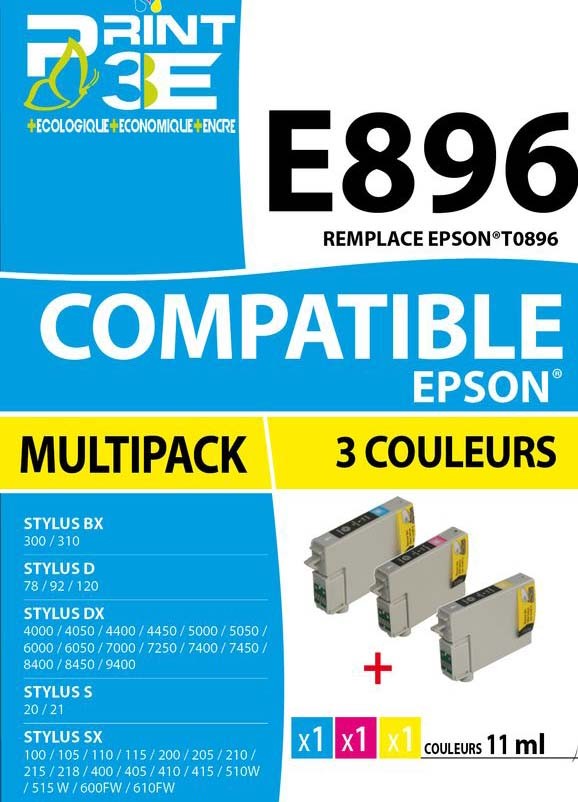 PRINT
3E
+ECOLOGIQUE+ECONOMIQUE+ENCRE
E896
REMPLACE EPSON®T0896
COMPATIBLE
EPSON®
MULTIPACK
3 COULEURS
STYLUS BX
300 / 310
STYLUS D
78 / 92 / 120
STYLUS DX
4000 / 4050 / 4400 / 4450 / 5000 / 5050 /
6000 / 6050 / 7000 / 7250 / 7400 / 7450 /
8400 / 8450 / 9400
STYLUS S
20 / 21
STYLUS SX
100 / 105 / 110 / 115 / 200 / 205 / 210 /
215 / 218 / 400 / 405 / 410 / 415 / 510W
/ 515 W / 600FW / 610FW
+
x1 x1 x1 COULEURS 11 ml